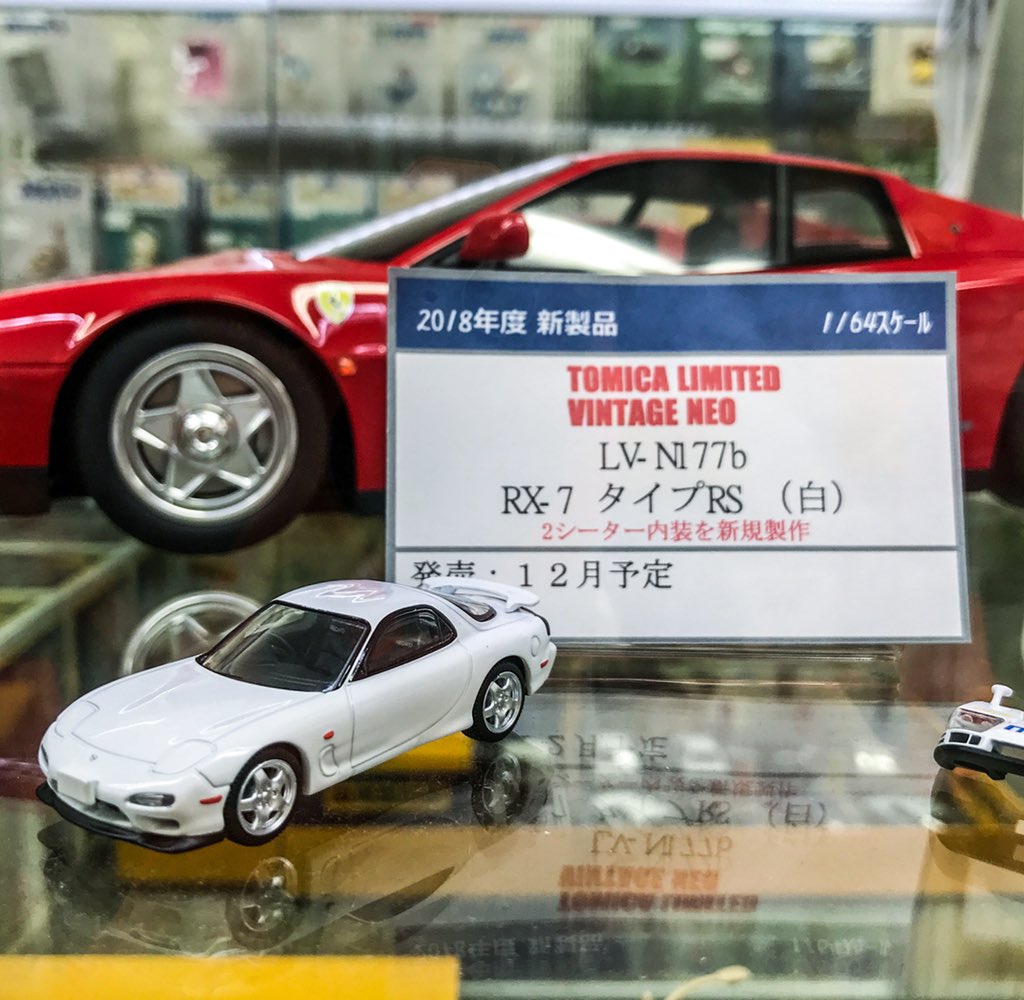 2018年度 新製品 1/64スケール
TOMICA LIMITED
VINTAGE NEO
LV-N177b
RX-7 タイプRS （白）
2シーター内装を新規製作
発売：12月予定